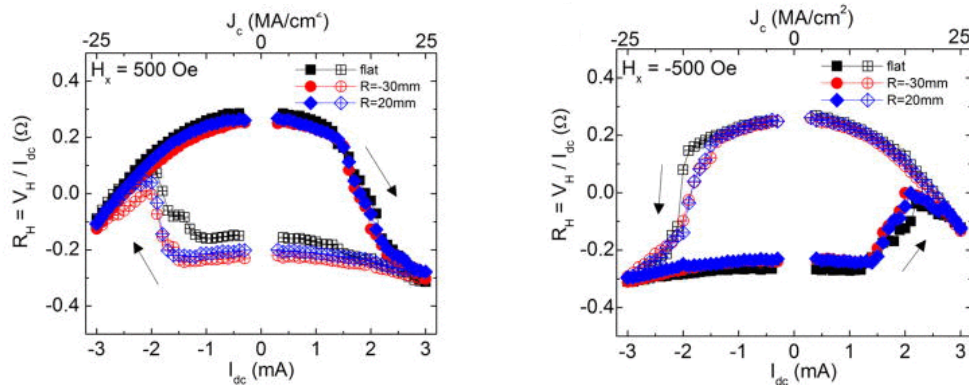 J_c (MA/cm²)
-25 0 25
H_x = 500 Oe
flat
R=-30mm
R=20mm
0.4
0.2
0.0
-0.2
-0.4
R_H = V_H / I_dc (Ω)
-3 -2 -1 0 1 2 3
I_dc (mA)
J_c (MA/cm²)
-25 0 25
H_x = -500 Oe
flat
R=-30mm
R=20mm
0.4
0.2
0.0
-0.2
-0.4
R_H = V_H / I_dc (Ω)
-3 -2 -1 0 1 2 3
I_dc (mA)